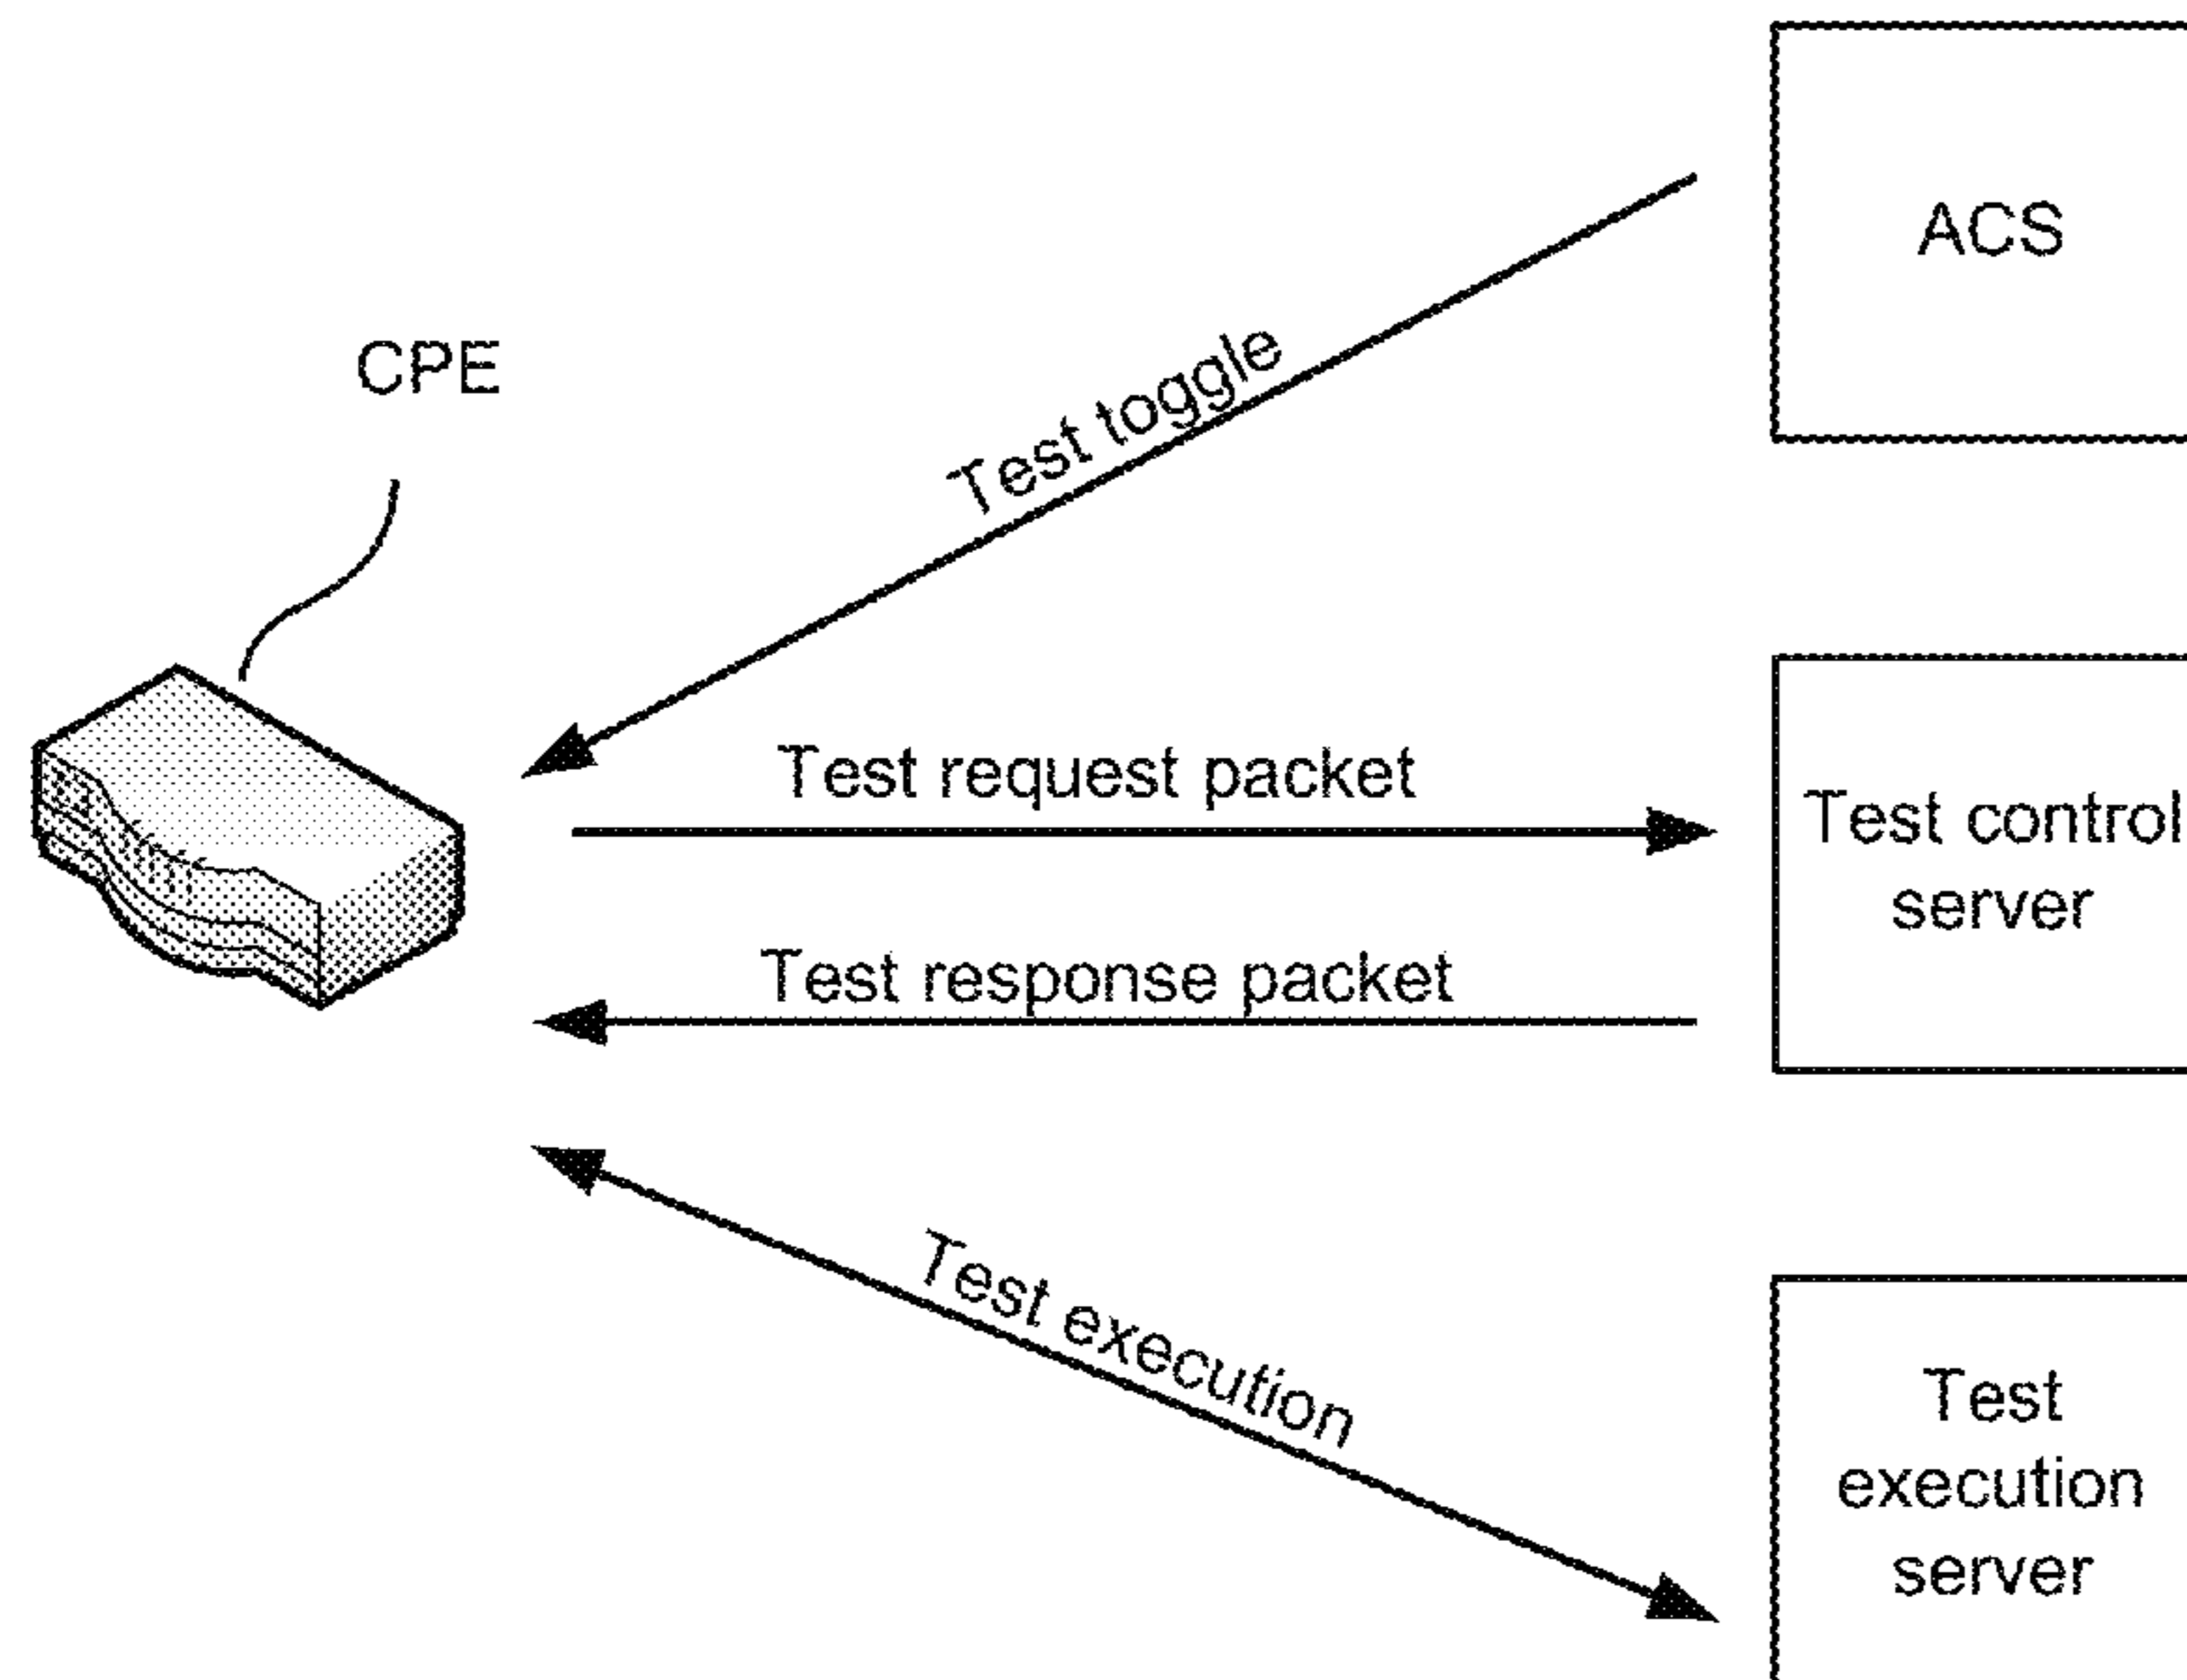 ACS
CPE
Test toggle
Test request packet
Test control
server
Test response packet
Test execution
Test
execution
server